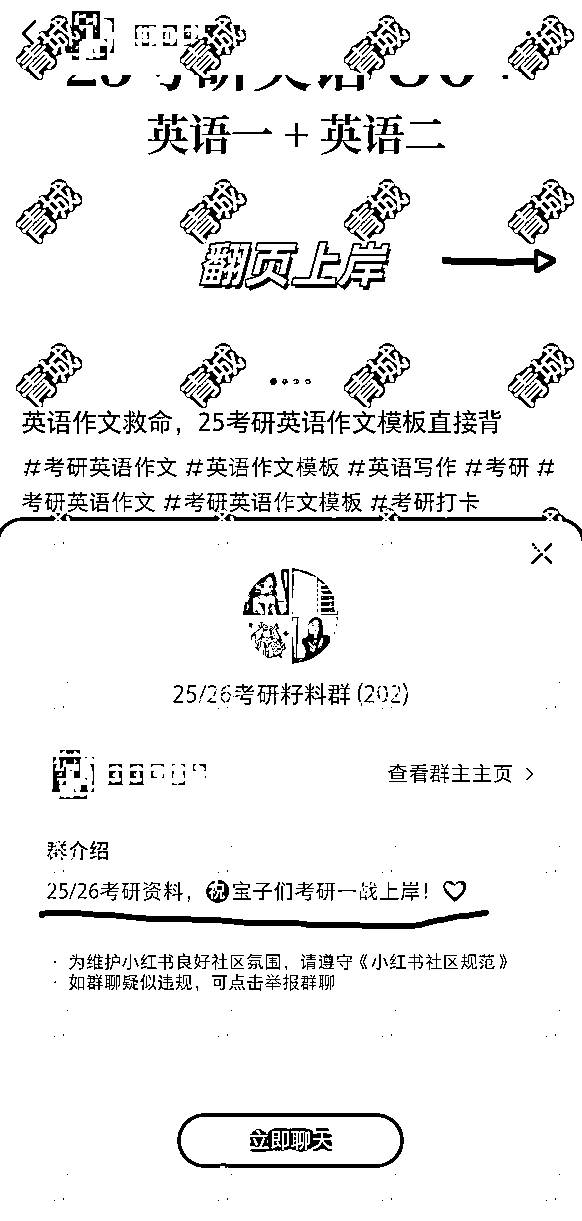 青城 青城 青城 青城
英语一 + 英语二
青城 青城 青城 青城
翻页上岸
青城 青城 青城 青城
英语作文救命，25考研英语作文模板直接背
#考研英语作文 #英语作文模板 #英语写作 #考研 #
考研英语作文 #考研英语作文模板 #考研打卡
25/26考研籽料群 (202)
查看群主主页
群介绍
25/26考研资料，㊗宝子们考研一战上岸！♡
· 为维护小红书良好社区氛围，请遵守《小红书社区规范》
· 如群聊疑似违规，可点击举报群聊
立即聊天